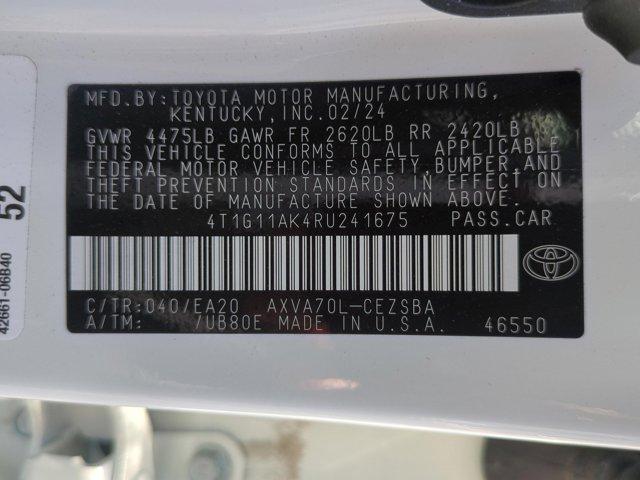 MFD.BY:TOYOTA MOTOR MANUFACTURING,
KENTUCKY,INC.02/24
GVWR 4475LB GAWR FR 2620LB RR 2420LB
THIS VEHICLE CONFORMS TO ALL APPLICABLE
FEDERAL MOTOR VEHICLE SAFETY,BUMPER,AND
THEFT PREVENTION STANDARDS IN EFFECT ON
THE DATE OF MANUFACTURE SHOWN ABOVE.
4T1G11AK4RU241675 PASS.CAR
C/TR:040/EA20 AXVA70L-CEZSBA
A/TM: /UB80E MADE IN U.S.A. 46550
52
42661-06B40